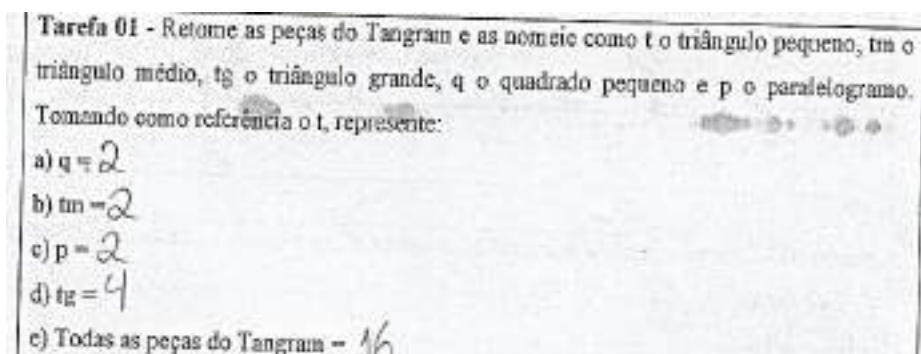 Tarefa 01 - Retome as peças do Tangram e as nomeie como t o triângulo pequeno, tm o
triângulo médio, tg o triângulo grande, q o quadrado pequeno e p o paralelogramo.
Tomando como referência o t, represente:
a) q = 2
b) tm = 2
c) p = 2
d) tg = 4
e) Todas as peças do Tangram = 16